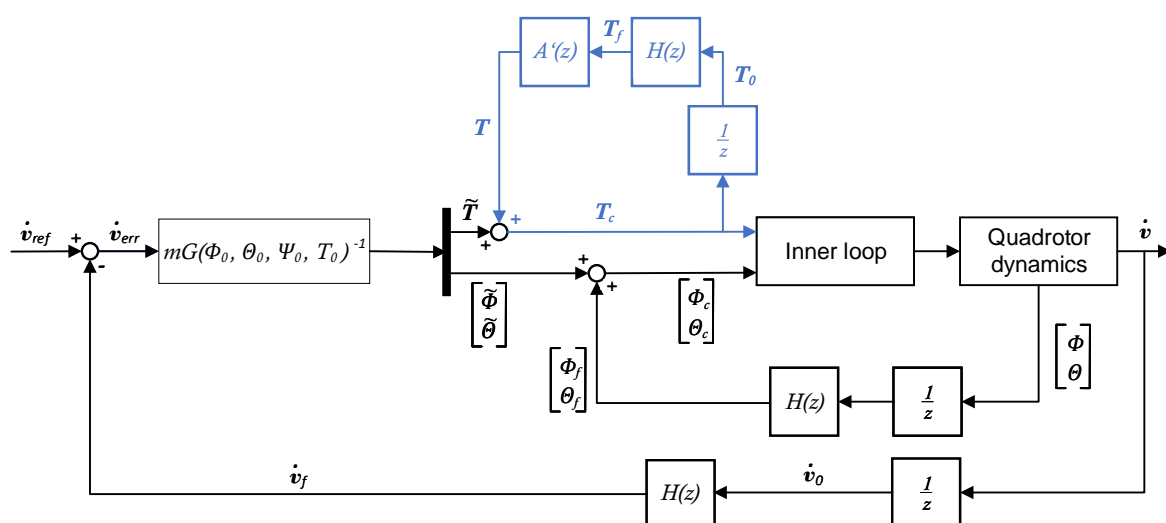 T_f
A‘(z)
H(z)
T_0
T
1
z
v̇_ref
+
-
v̇_err
mG(Φ_0, Θ_0, Ψ_0, T_0)^-1
T̃
+
+
T_c
Inner loop
Quadrotor
dynamics
v̇
+
+
[Φ̃
Θ̃]
[Φ_c
Θ_c]
[Φ_f
Θ_f]
H(z)
1
z
[Φ
Θ]
v̇_f
H(z)
v̇_0
1
z